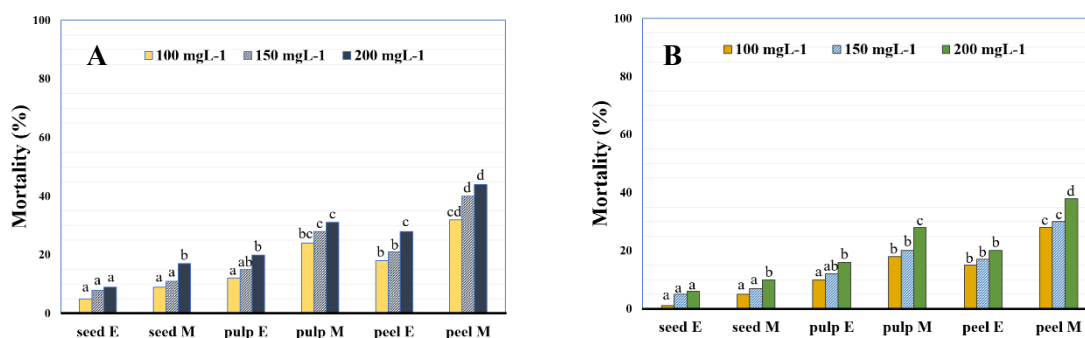 A
100 mgL-1 150 mgL-1 200 mgL-1
Mortality (%)
100
80
60
40
20
0
a a a
a a b
a ab b
bc c c
b b c
cd d d
seed E seed M pulp E pulp M peel E peel M
B
100 mgL-1 150 mgL-1 200 mgL-1
Mortality (%)
100
80
60
40
20
0
a a a
a a b
a ab b
b b c
b b b
c c d
seed E seed M pulp E pulp M peel E peel M